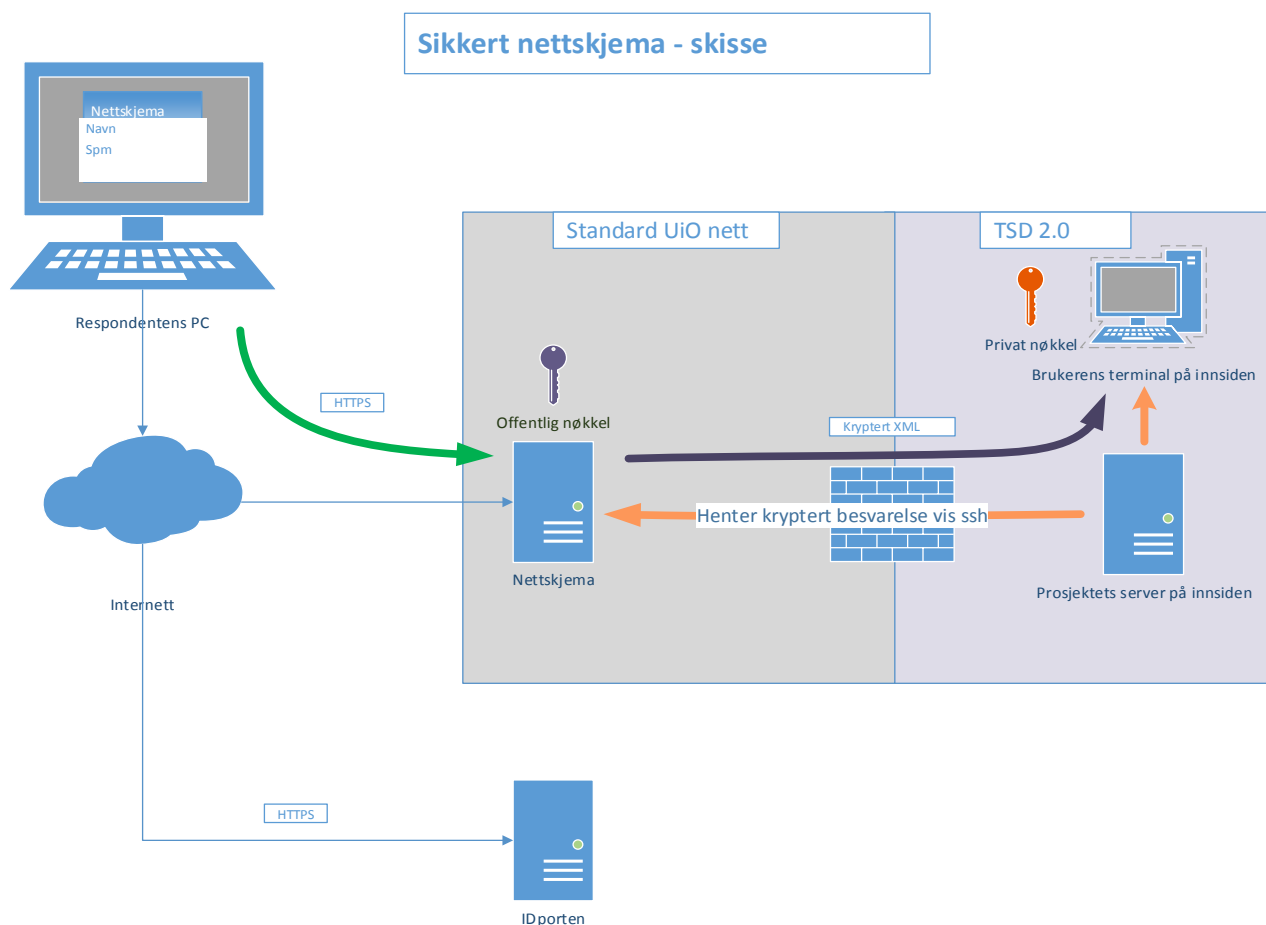 Sikkert nettskjema - skisse
Nettskjema
Navn
Spm
Respondentens PC
HTTPS
Standard UiO nett
TSD 2.0
Privat nøkkel
Brukerens terminal på innsiden
Offentlig nøkkel
Kryptert XML
Henter kryptert besvarelse vis ssh
Nettskjema
Prosjektets server på innsiden
Internett
HTTPS
IDporten